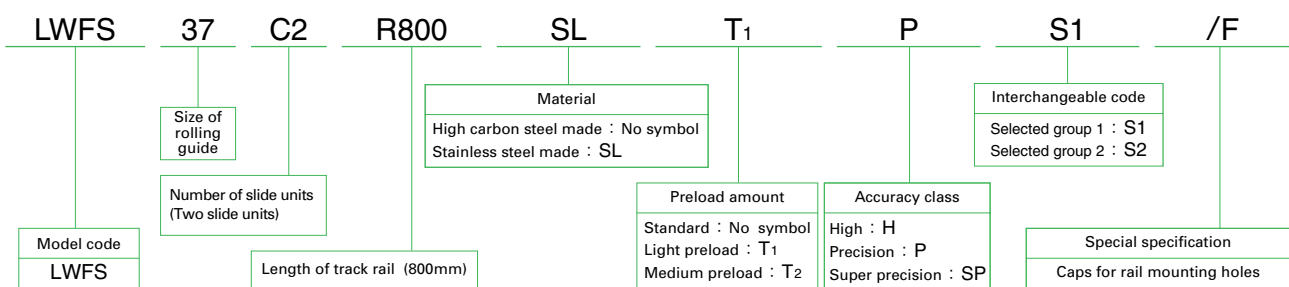 LWFS 37 C2 R800 SL T1 P S1 /F
Size of
rolling
guide
Material
High carbon steel made : No symbol
Stainless steel made : SL
Interchangeable code
Selected group 1 : S1
Selected group 2 : S2
Number of slide units
(Two slide units)
Preload amount
Standard : No symbol
Light preload : T1
Medium preload : T2
Accuracy class
High : H
Precision : P
Super precision : SP
Model code
LWFS
Length of track rail (800mm)
Special specification
Caps for rail mounting holes